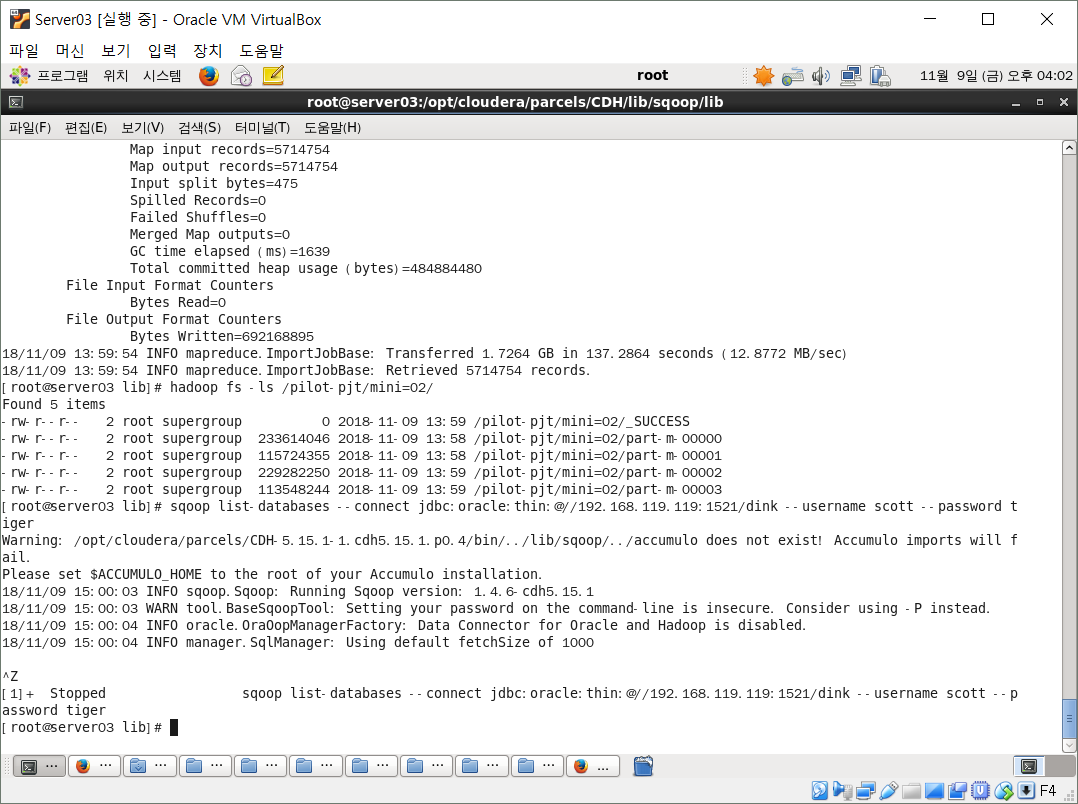 Server03 [실행 중] - Oracle VM VirtualBox
파일 머신 보기 입력 장치 도움말
프로그램 위치 시스템 root 11월 9일 (금) 오후 04:02
root@server03:/opt/cloudera/parcels/CDH/lib/sqoop/lib
파일(F) 편집(E) 보기(V) 검색(S) 터미널(T) 도움말(H)
Map input records=5714754
Map output records=5714754
Input split bytes=475
Spilled Records=0
Failed Shuffles=0
Merged Map outputs=0
GC time elapsed (ms)=1639
Total committed heap usage (bytes)=484884480
File Input Format Counters
Bytes Read=0
File Output Format Counters
Bytes Written=692168895
18/11/09 13:59:54 INFO mapreduce.ImportJobBase: Transferred 1.7264 GB in 137.2864 seconds (12.8772 MB/sec)
18/11/09 13:59:54 INFO mapreduce.ImportJobBase: Retrieved 5714754 records.
[root@server03 lib]# hadoop fs -ls /pilot-pjt/mini=02/
Found 5 items
-rw-r--r-- 2 root supergroup 0 2018-11-09 13:59 /pilot-pjt/mini=02/_SUCCESS
-rw-r--r-- 2 root supergroup 233614046 2018-11-09 13:58 /pilot-pjt/mini=02/part-m-00000
-rw-r--r-- 2 root supergroup 115724355 2018-11-09 13:58 /pilot-pjt/mini=02/part-m-00001
-rw-r--r-- 2 root supergroup 229282250 2018-11-09 13:59 /pilot-pjt/mini=02/part-m-00002
-rw-r--r-- 2 root supergroup 113548244 2018-11-09 13:59 /pilot-pjt/mini=02/part-m-00003
[root@server03 lib]# sqoop list-databases --connect jdbc:oracle:thin:@//192.168.119.119:1521/dink --username scott --password t
iger
Warning: /opt/cloudera/parcels/CDH-5.15.1-1.cdh5.15.1.p0.4/bin/../lib/sqoop/../accumulo does not exist! Accumulo imports will f
ail.
Please set $ACCUMULO_HOME to the root of your Accumulo installation.
18/11/09 15:00:03 INFO sqoop.Sqoop: Running Sqoop version: 1.4.6-cdh5.15.1
18/11/09 15:00:03 WARN tool.BaseSqoopTool: Setting your password on the command-line is insecure. Consider using -P instead.
18/11/09 15:00:04 INFO oracle.OraOopManagerFactory: Data Connector for Oracle and Hadoop is disabled.
18/11/09 15:00:04 INFO manager.SqlManager: Using default fetchSize of 1000
^Z
[1]+ Stopped sqoop list-databases --connect jdbc:oracle:thin:@//192.168.119.119:1521/dink --username scott --p
assword tiger
[root@server03 lib]#
... ... ... ... ... ... ... ... ... ... ...
F4